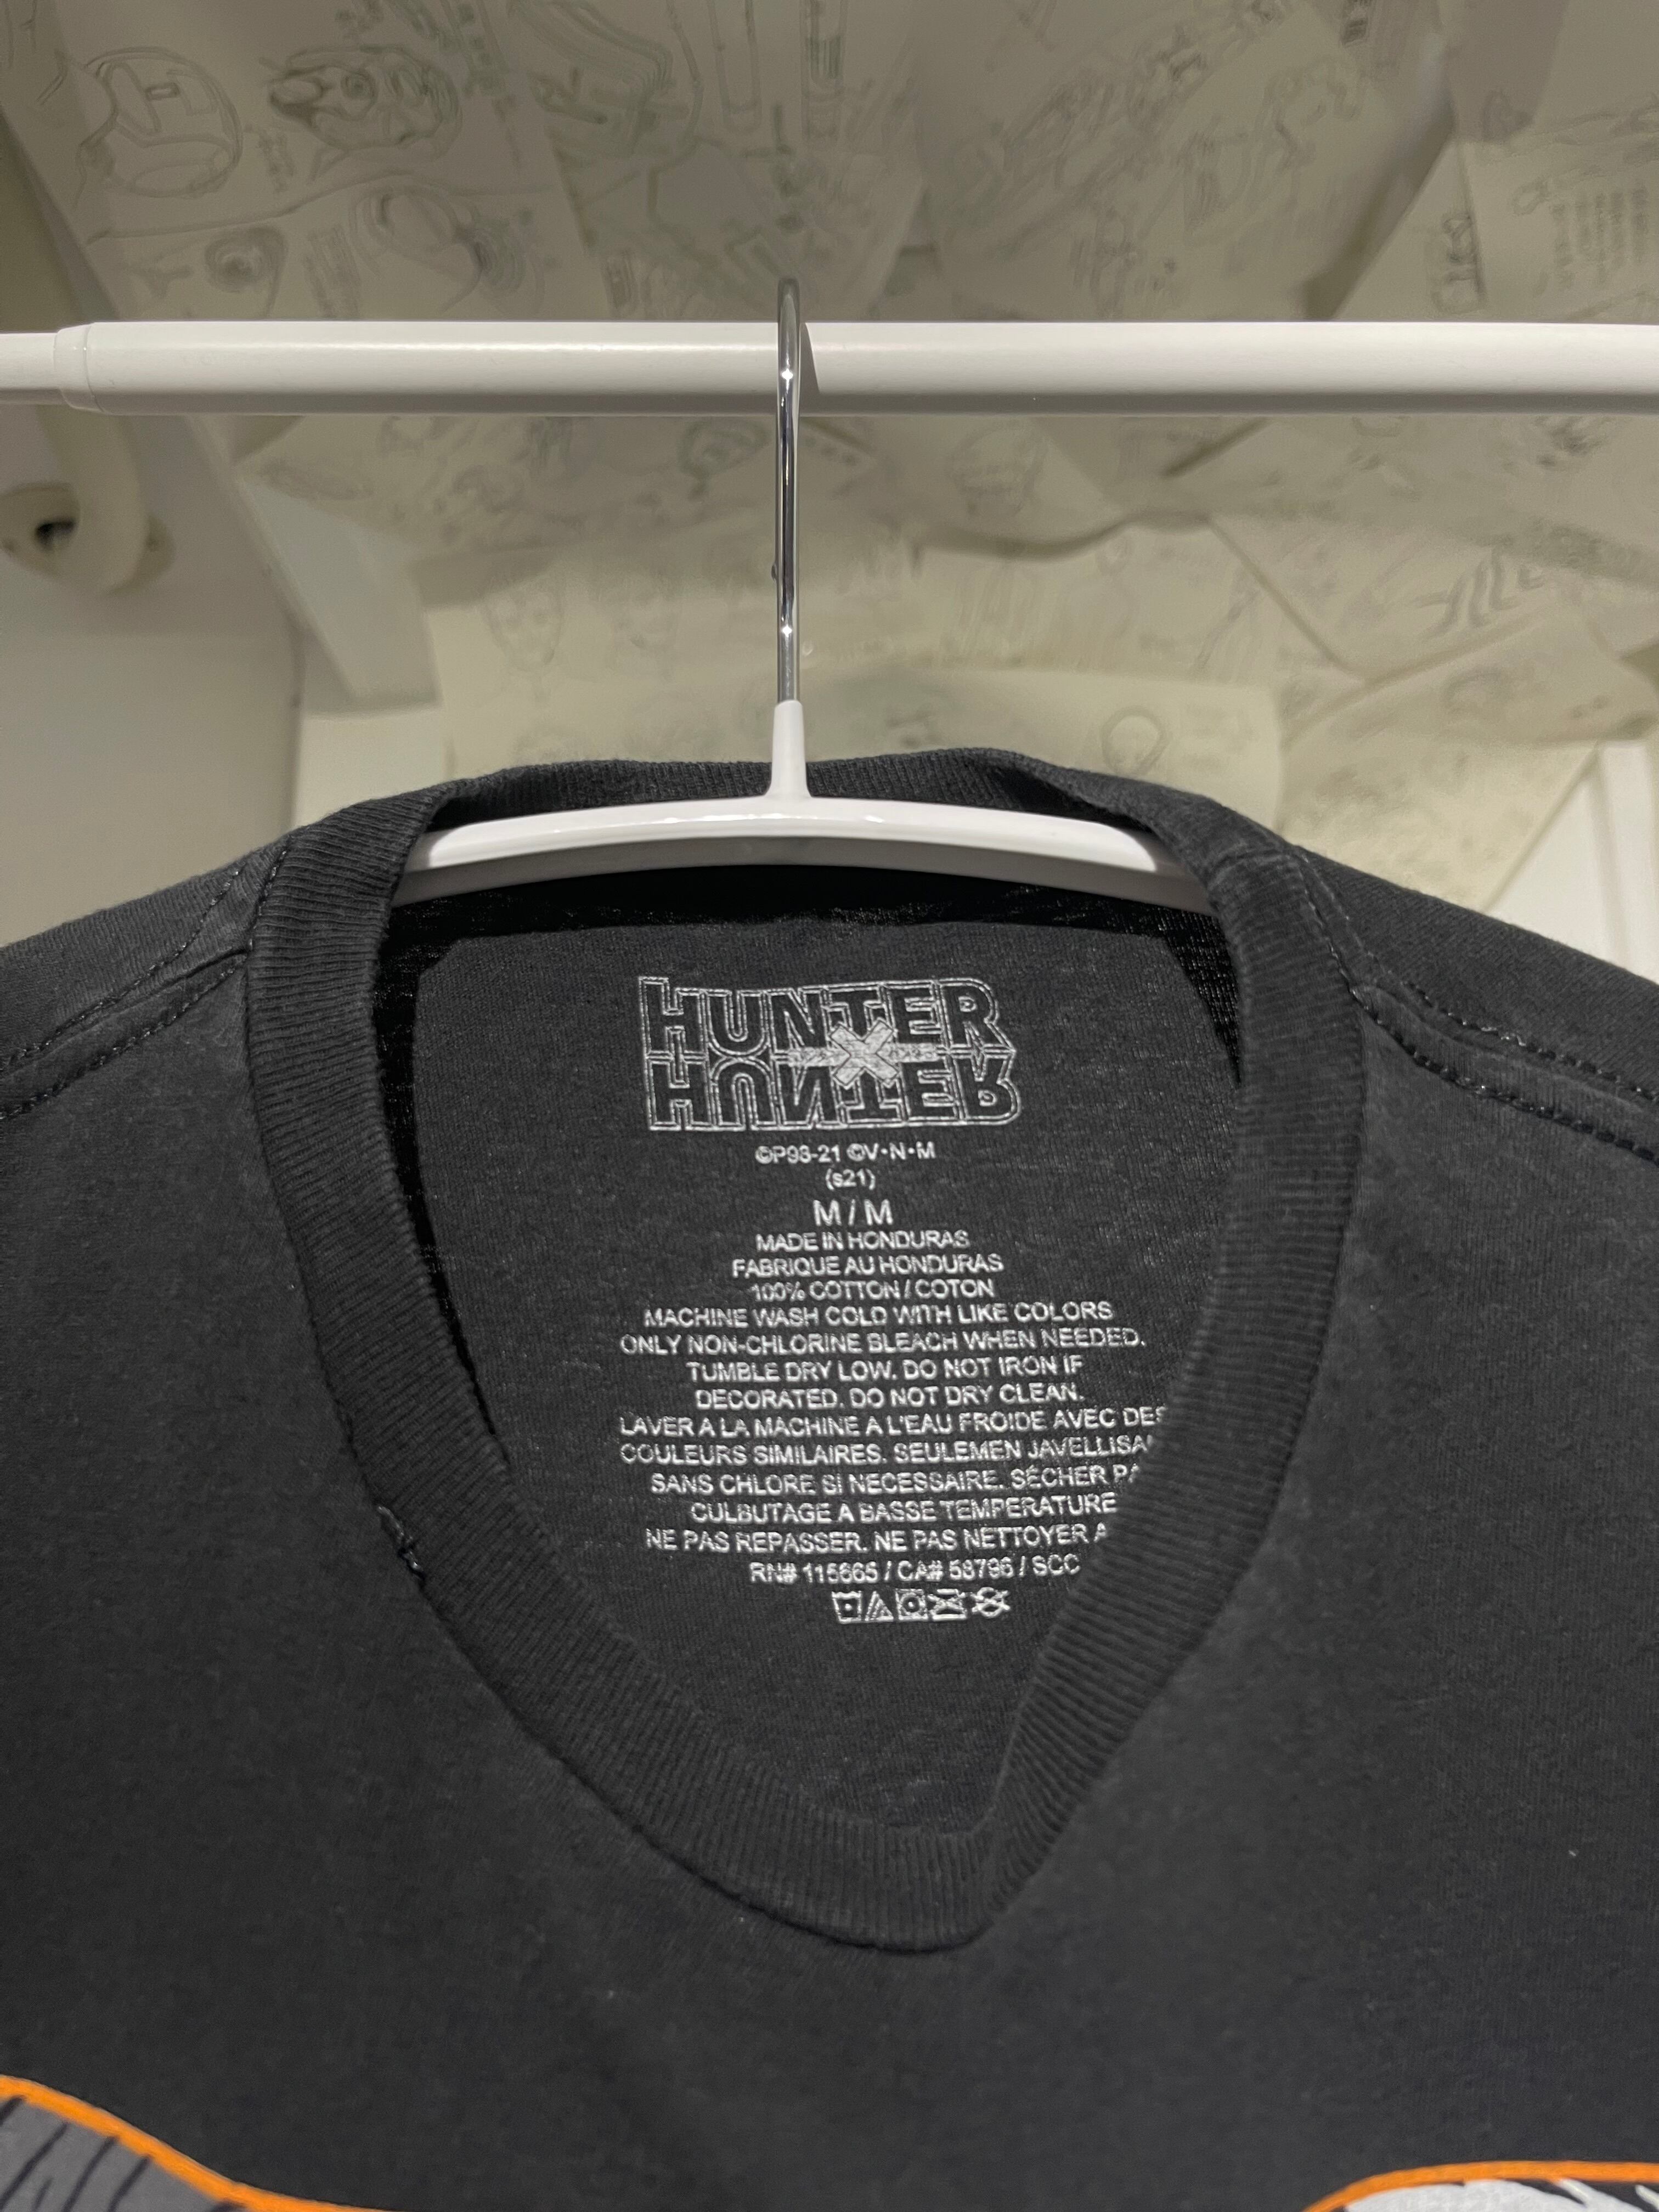 HUNTER
X
HUNTER
©P98-21 ©V·N·M
(s21)
M / M
MADE IN HONDURAS
FABRIQUE AU HONDURAS
100% COTTON / COTON
MACHINE WASH COLD WITH LIKE COLORS
ONLY NON-CHLORINE BLEACH WHEN NEEDED.
TUMBLE DRY LOW. DO NOT IRON IF
DECORATED. DO NOT DRY CLEAN.
LAVER A LA MACHINE A L'EAU FROIDE AVEC DES
COULEURS SIMILAIRES. SEULEMEN JAVELLISA
SANS CHLORE SI NECESSAIRE. SÉCHER PA
CULBUTAGE A BASSE TEMPERATURE
NE PAS REPASSER. NE PAS NETTOYER A
RN# 115665 / CA# 58796 / SCC